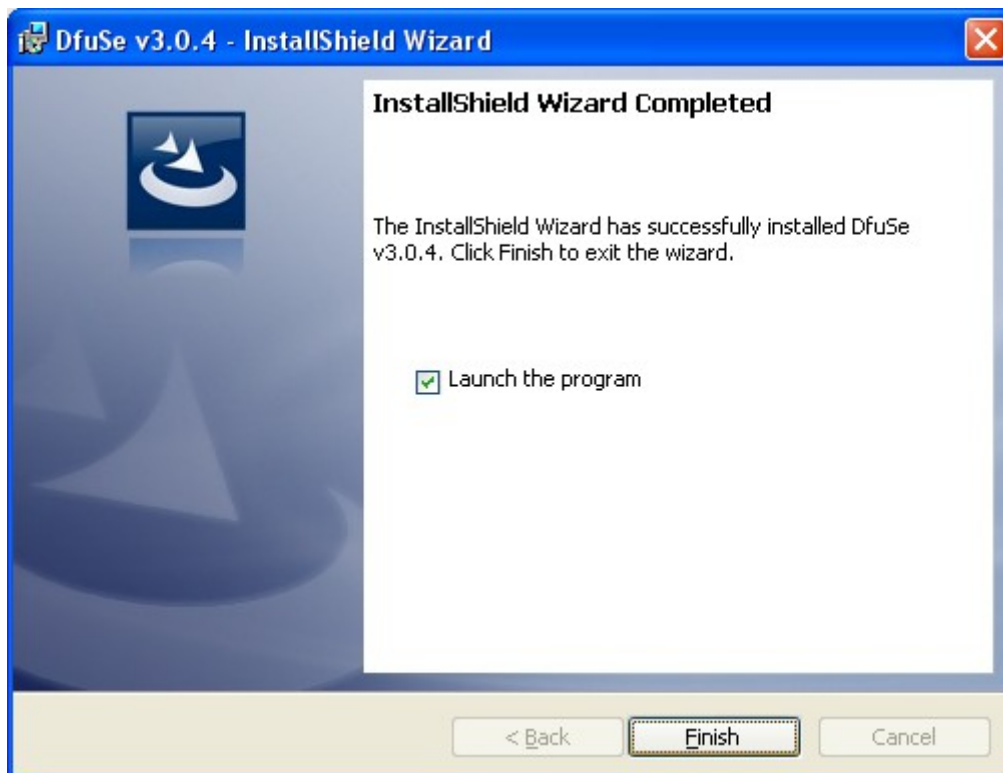 DfuSe v3.0.4 - InstallShield Wizard
InstallShield Wizard Completed
The InstallShield Wizard has successfully installed DfuSe
v3.0.4. Click Finish to exit the wizard.
Launch the program
< Back
Finish
Cancel